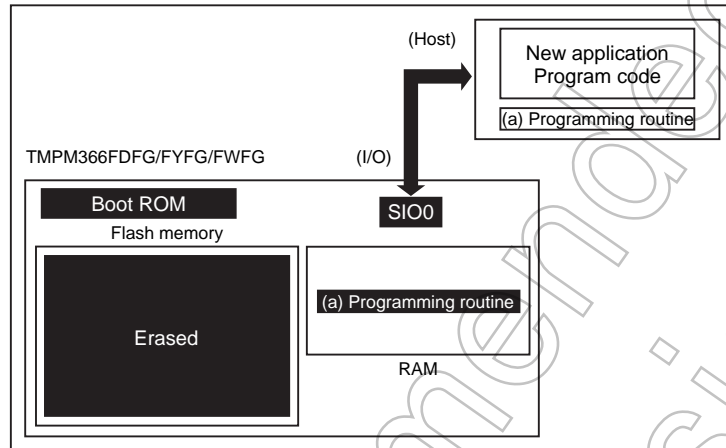 (Host)
New application
Program code
(a) Programming routine
TMPM366FDFG/FYFG/FWFG
(I/O)
Boot ROM
SIO0
Flash memory
(a) Programming routine
Erased
RAM